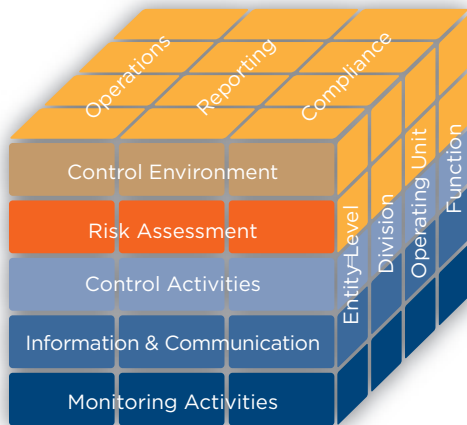 Operations
Reporting
Compliance
Control Environment
Risk Assessment
Control Activities
Information & Communication
Monitoring Activities
Entity-Level
Division
Operating Unit
Function